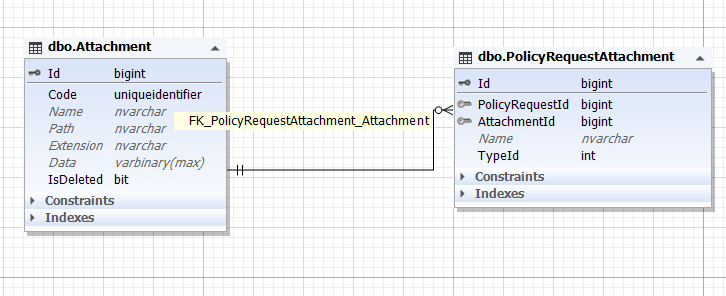 dbo.Attachment
Id bigint
Code uniqueidentifier
Name nvarchar
Path nvarchar
Extension nvarchar
Data varbinary(max)
IsDeleted bit
Constraints
Indexes
FK_PolicyRequestAttachment_Attachment
dbo.PolicyRequestAttachment
Id bigint
PolicyRequestId bigint
AttachmentId bigint
Name nvarchar
TypeId int
Constraints
Indexes